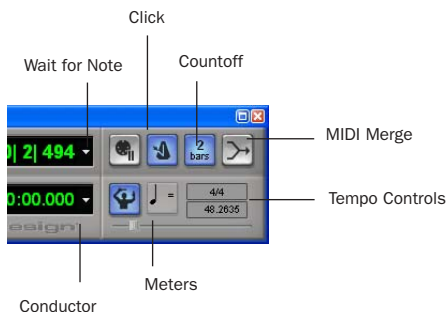 Click
Wait for Note
Countoff
2| 494
2
bars
MIDI Merge
0:00.000
=
4/4
48.2635
Tempo Controls
esign
Meters
Conductor